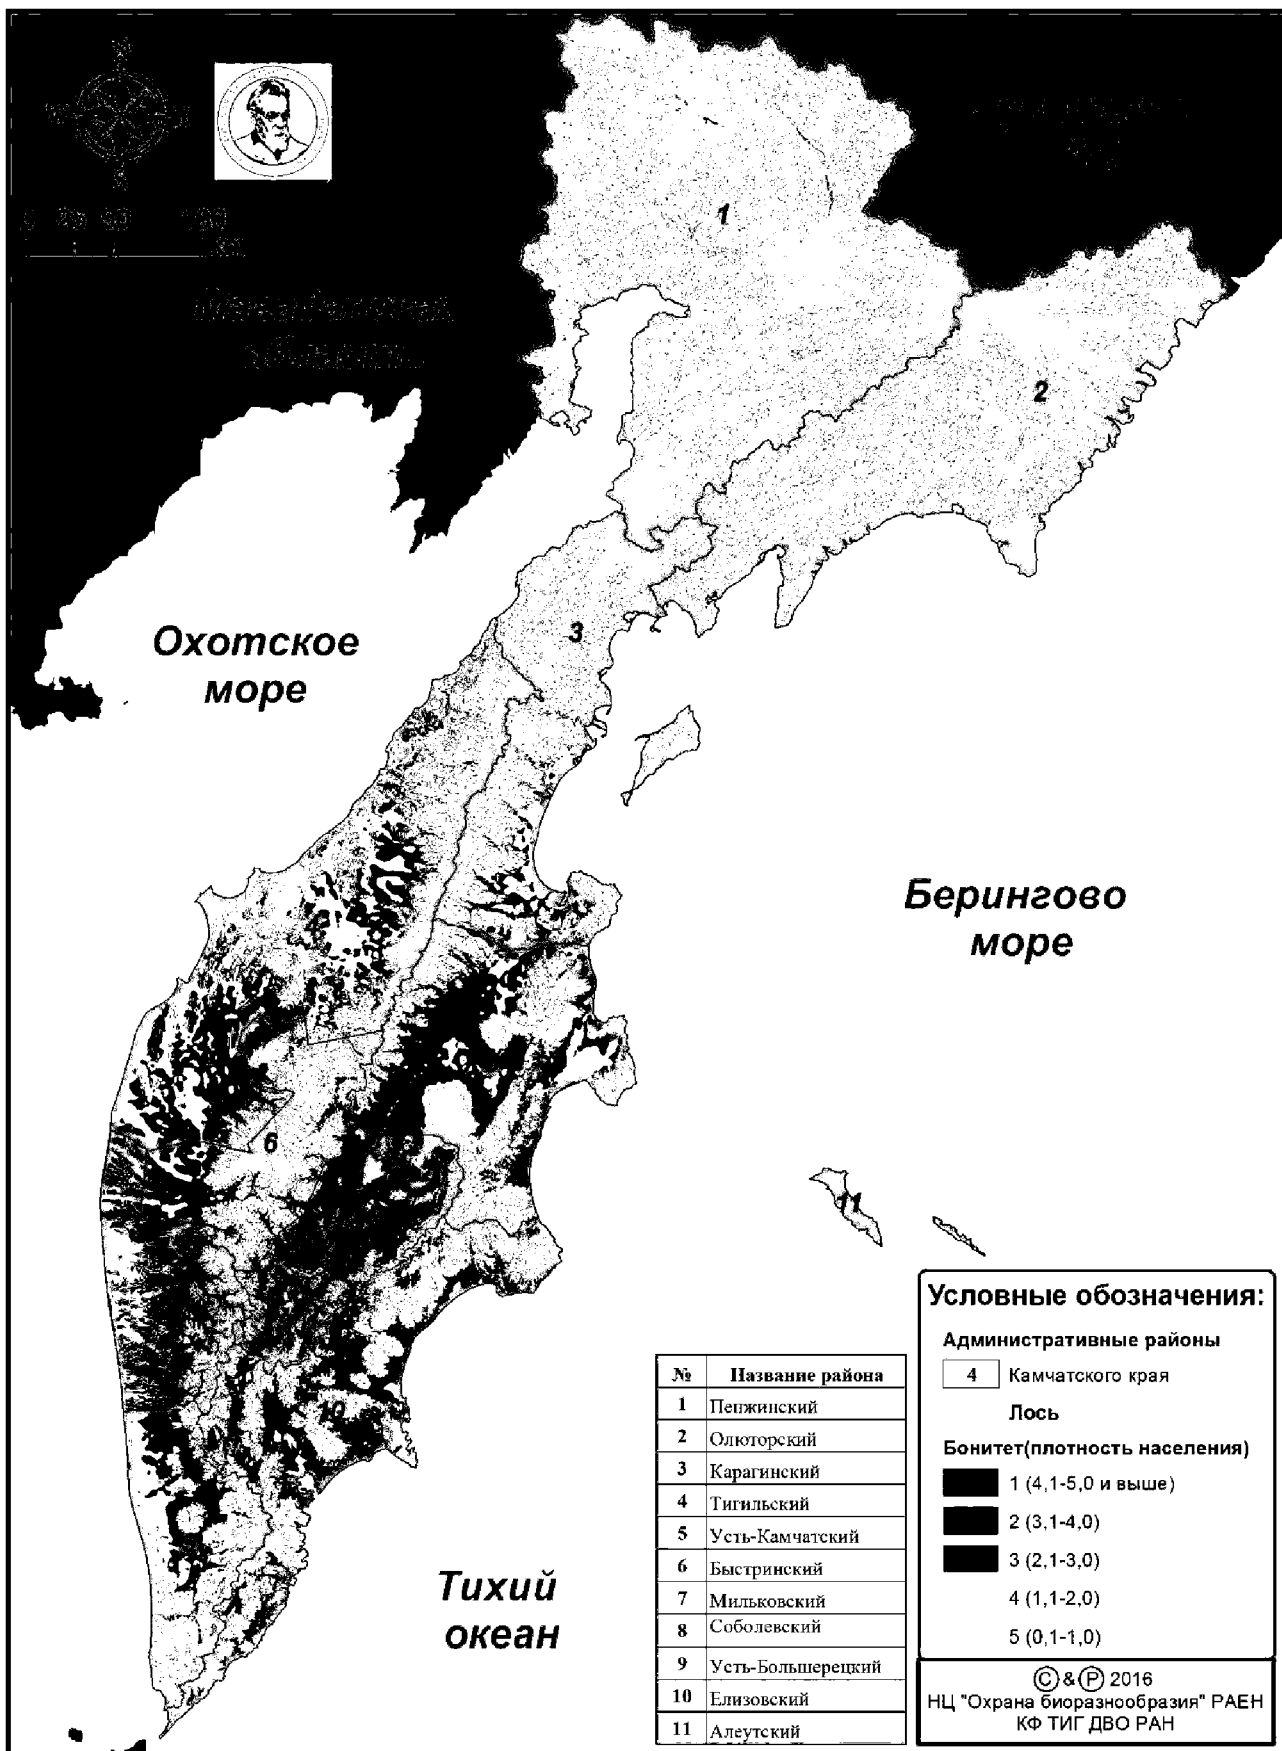 1
2
3
Охотское
море
4
Берингово
море
6
11
10
Тихий
океан
№ Название района
1 Пенжинский
2 Олюторский
3 Карагинский
4 Тигильский
5 Усть-Камчатский
6 Быстринский
7 Мильковский
8 Соболевский
9 Усть-Большерецкий
10 Елизовский
11 Алеутский
Условные обозначения:
Административные районы
4 Камчатского края
Лось
Бонитет(плотность населения)
1 (4,1-5,0 и выше)
2 (3,1-4,0)
3 (2,1-3,0)
4 (1,1-2,0)
5 (0,1-1,0)
©&Ⓟ 2016
НЦ "Охрана биоразнообразия" РАЕН
КФ ТИГ ДВО РАН